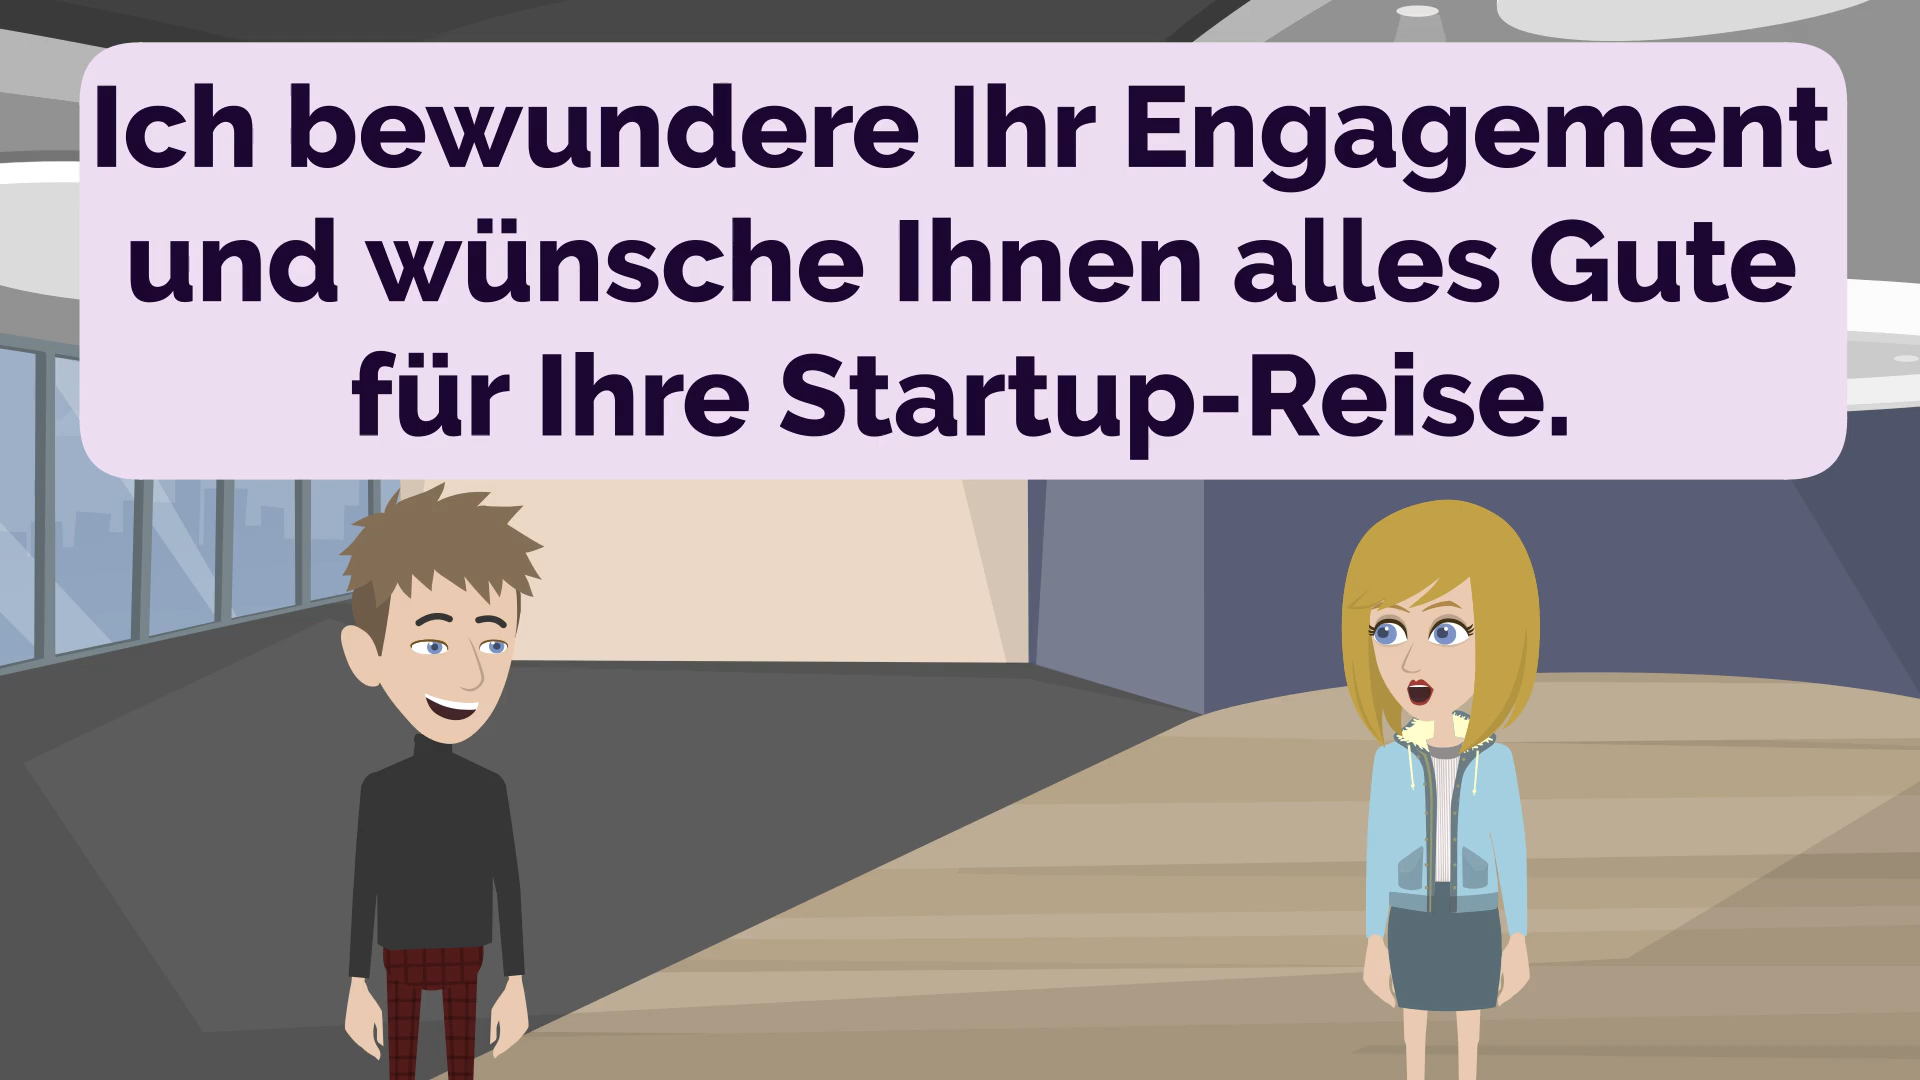 Ich bewundere Ihr Engagement
und wünsche Ihnen alles Gute
für Ihre Startup-Reise.